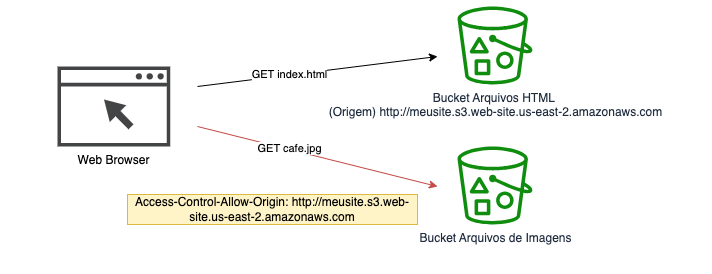 GET index.html
Bucket Arquivos HTML
(Origem) http://meusite.s3.web-site.us-east-2.amazonaws.com
Web Browser
GET cafe.jpg
Access-Control-Allow-Origin: http://meusite.s3.web-
site.us-east-2.amazonaws.com
Bucket Arquivos de Imagens